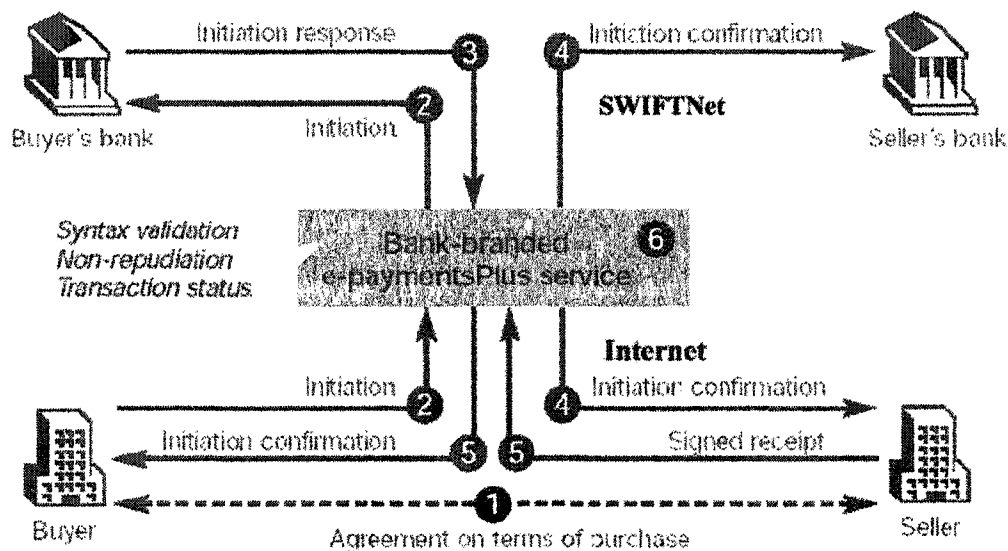 Initiation response
3
4
Initiction confirmation
2
Initiation
SWIFTNet
Buyer's bank
Seller's bank
Syntax validation
Non-repudiation
Transaction status
Bank-branded
e-paymentsPlus service
6
Internet
Initiation
2
4
Initiation confirmation
Initiation confirmation
5
5
Signed receipt
Buyer
1
Seller
Agreement on terms of purchase